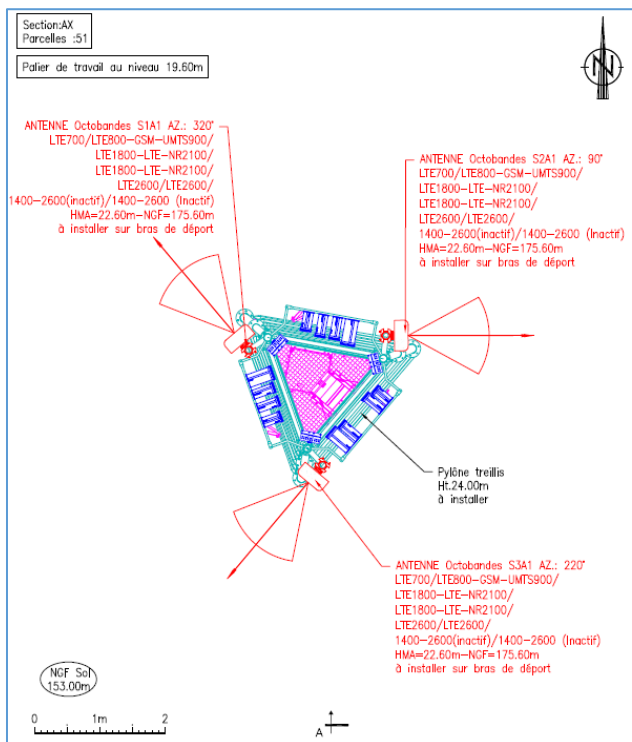 Section:AX
Parcelles :51
Palier de travail au niveau 19.60m
N
ANTENNE Octobandes S1A1 AZ.: 320°
LTE700/LTE800-GSM-UMTS900/
LTE1800-LTE-NR2100/
LTE1800-LTE-NR2100/
LTE2600/LTE2600/
1400-2600(inactif)/1400-2600 (Inactif)
HMA=22.60m-NGF=175.60m
à installer sur bras de déport
ANTENNE Octobandes S2A1 AZ.: 90°
LTE700/LTE800-GSM-UMTS900/
LTE1800-LTE-NR2100/
LTE1800-LTE-NR2100/
LTE2600/LTE2600/
1400-2600(inactif)/1400-2600 (Inactif)
HMA=22.60m-NGF=175.60m
à installer sur bras de déport
Pylône treillis
Ht.24.00m
à installer
ANTENNE Octobandes S3A1 AZ.: 220°
LTE700/LTE800-GSM-UMTS900/
LTE1800-LTE-NR2100/
LTE1800-LTE-NR2100/
LTE2600/LTE2600/
1400-2600(inactif)/1400-2600 (Inactif)
HMA=22.60m-NGF=175.60m
à installer sur bras de déport
NGF Sol
153.00m
0 1m 2
A